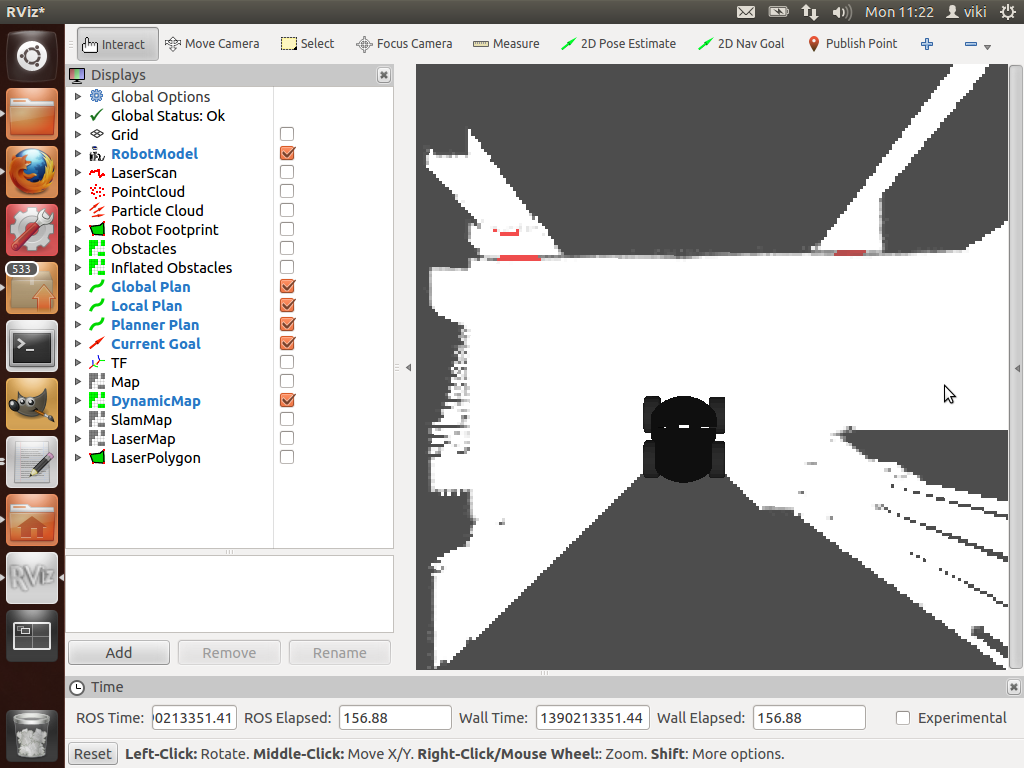 RViz*
Mon 11:22
viki
Interact
Move Camera
Select
Focus Camera
Measure
2D Pose Estimate
2D Nav Goal
Publish Point
Displays
Global Options
Global Status: Ok
Grid
RobotModel
LaserScan
PointCloud
Particle Cloud
Robot Footprint
Obstacles
Inflated Obstacles
Global Plan
Local Plan
Planner Plan
Current Goal
TF
Map
DynamicMap
SlamMap
LaserMap
LaserPolygon
533
RViz
Add
Remove
Rename
Time
ROS Time:
0213351.41
ROS Elapsed:
156.88
Wall Time:
1390213351.44
Wall Elapsed:
156.88
Experimental
Reset
Left-Click: Rotate. Middle-Click: Move X/Y. Right-Click/Mouse Wheel:: Zoom. Shift: More options.